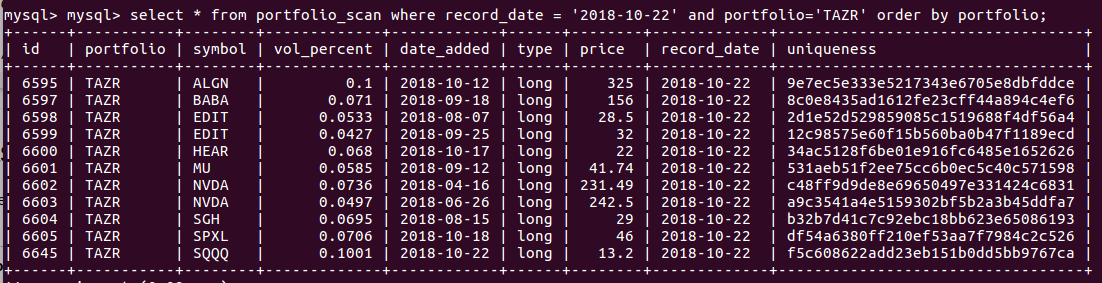 mysql> mysql> select * from portfolio_scan where record_date = '2018-10-22' and portfolio='TAZR' order by portfolio;
+------+-----------+--------+-------------+------------+------+--------+-------------+----------------------------------+
| id | portfolio | symbol | vol_percent | date_added | type | price | record_date | uniqueness |
+------+-----------+--------+-------------+------------+------+--------+-------------+----------------------------------+
| 6595 | TAZR | ALGN | 0.1 | 2018-10-12 | long | 325 | 2018-10-22 | 9e7ec5e333e5217343e6705e8dbfddce |
| 6597 | TAZR | BABA | 0.071 | 2018-09-18 | long | 156 | 2018-10-22 | 8c0e8435ad1612fe23cff44a894c4ef6 |
| 6598 | TAZR | EDIT | 0.0533 | 2018-08-07 | long | 28.5 | 2018-10-22 | 2d1e52d529859085c1519688f4df56a4 |
| 6599 | TAZR | EDIT | 0.0427 | 2018-09-25 | long | 32 | 2018-10-22 | 12c98575e60f15b560ba0b47f1189ecd |
| 6600 | TAZR | HEAR | 0.068 | 2018-10-17 | long | 22 | 2018-10-22 | 34ac5128f6be01e916fc6485e1652626 |
| 6601 | TAZR | MU | 0.0585 | 2018-09-12 | long | 41.74 | 2018-10-22 | 531aeb51f2ee75cc6b0ec5c40c571598 |
| 6602 | TAZR | NVDA | 0.0736 | 2018-04-16 | long | 231.49 | 2018-10-22 | c48ff9d9de8e69650497e331424c6831 |
| 6603 | TAZR | NVDA | 0.0497 | 2018-06-26 | long | 242.5 | 2018-10-22 | a9c3541a4e5159302bf5b2a3b45ddfa7 |
| 6604 | TAZR | SGH | 0.0695 | 2018-08-15 | long | 29 | 2018-10-22 | b32b7d41c7c92ebc18bb623e65086193 |
| 6605 | TAZR | SPXL | 0.0706 | 2018-10-18 | long | 46 | 2018-10-22 | df54a6380ff210ef53aa7f7984c2c526 |
| 6645 | TAZR | SQQQ | 0.1001 | 2018-10-22 | long | 13.2 | 2018-10-22 | f5c608622add23eb151b0dd5bb9767ca |
+------+-----------+--------+-------------+------------+------+--------+-------------+----------------------------------+